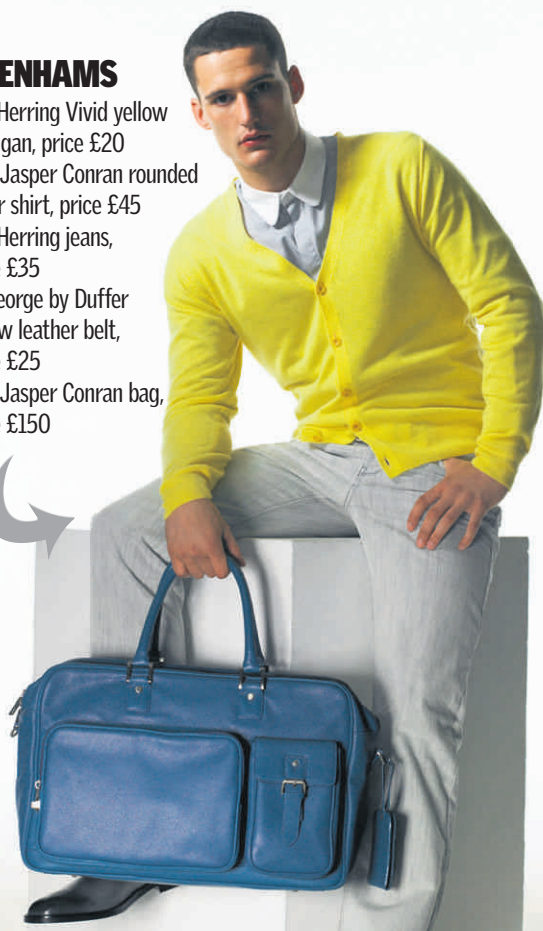 ENHAMS
Herring Vivid yellow
gan, price £20
Jasper Conran rounded
r shirt, price £45
Herring jeans,
£35
eorge by Duffer
w leather belt,
£25
Jasper Conran bag,
£150